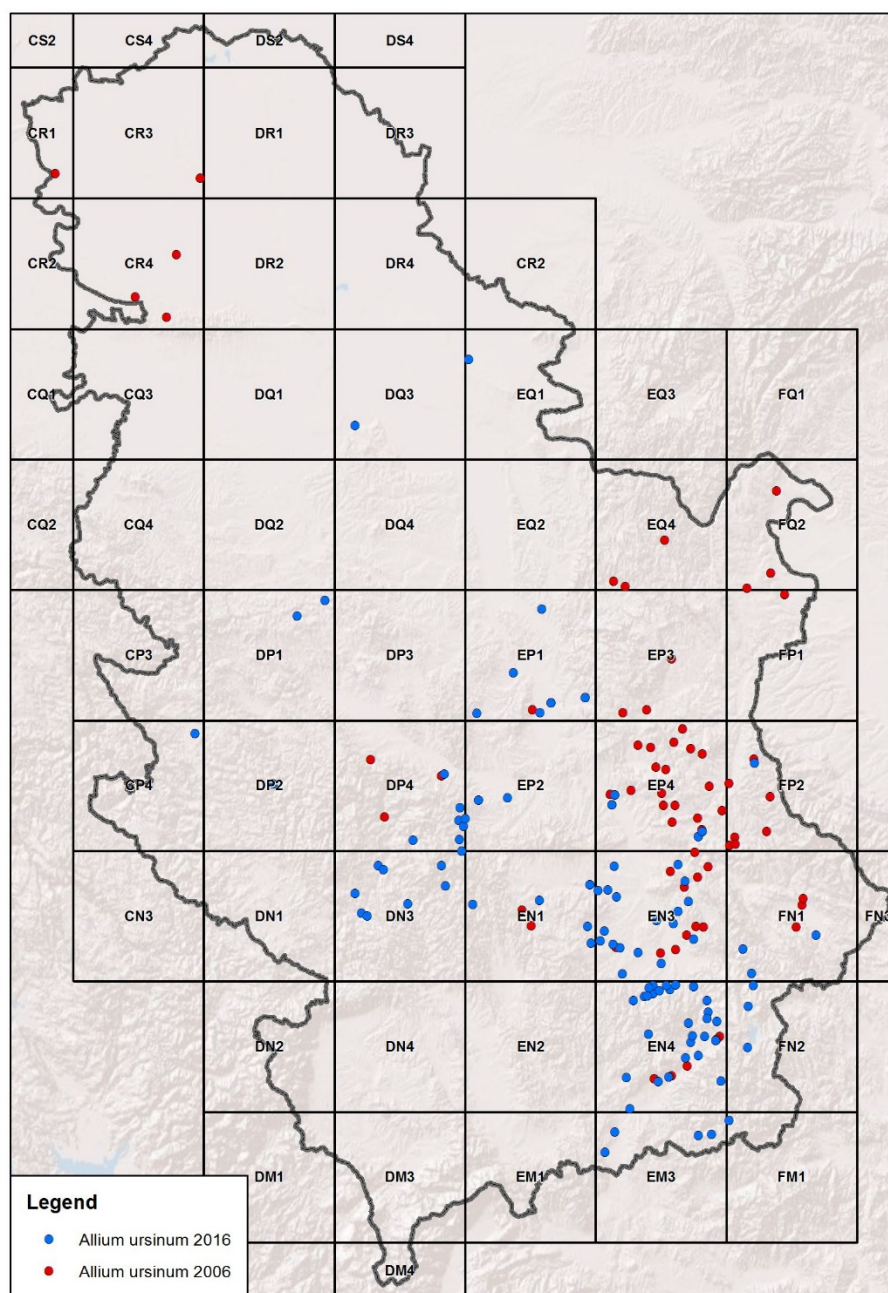 CS2 CS4 DS2 DS4
CR1 CR3 DR1 DR3
CR2 CR4 DR2 DR4 CR2
CQ1 CQ3 DQ1 DQ3 EQ1 EQ3 FQ1
CQ2 CQ4 DQ2 DQ4 EQ2 EQ4 FQ2
CP3 DP1 DP3 EP1 EP3 FP1
CP4 DP2 DP4 EP2 EP4 FP2
CN3 DN1 DN3 EN1 EN3 FN1 FN3
DN2 DN4 EN2 EN4 FN2
DM1 DM3 EM1 EM3 FM1
DM4
Legend
Allium ursinum 2016
Allium ursinum 2006